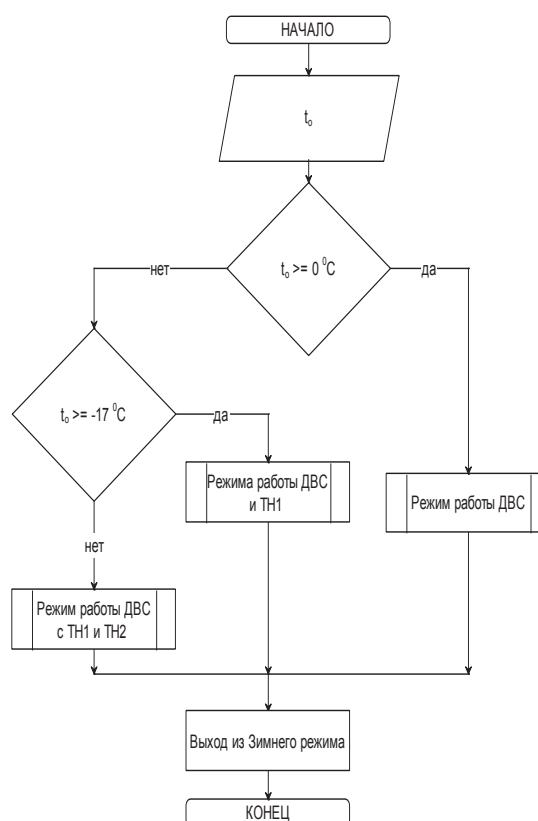 НАЧАЛО
tₒ
tₒ >= 0 ⁰C
нет
да
tₒ >= -17 ⁰C
да
Режима работы ДВС
и ТН1
Режим работы ДВС
нет
Режим работы ДВС
с ТН1 и ТН2
Выход из Зимнего режима
КОНЕЦ